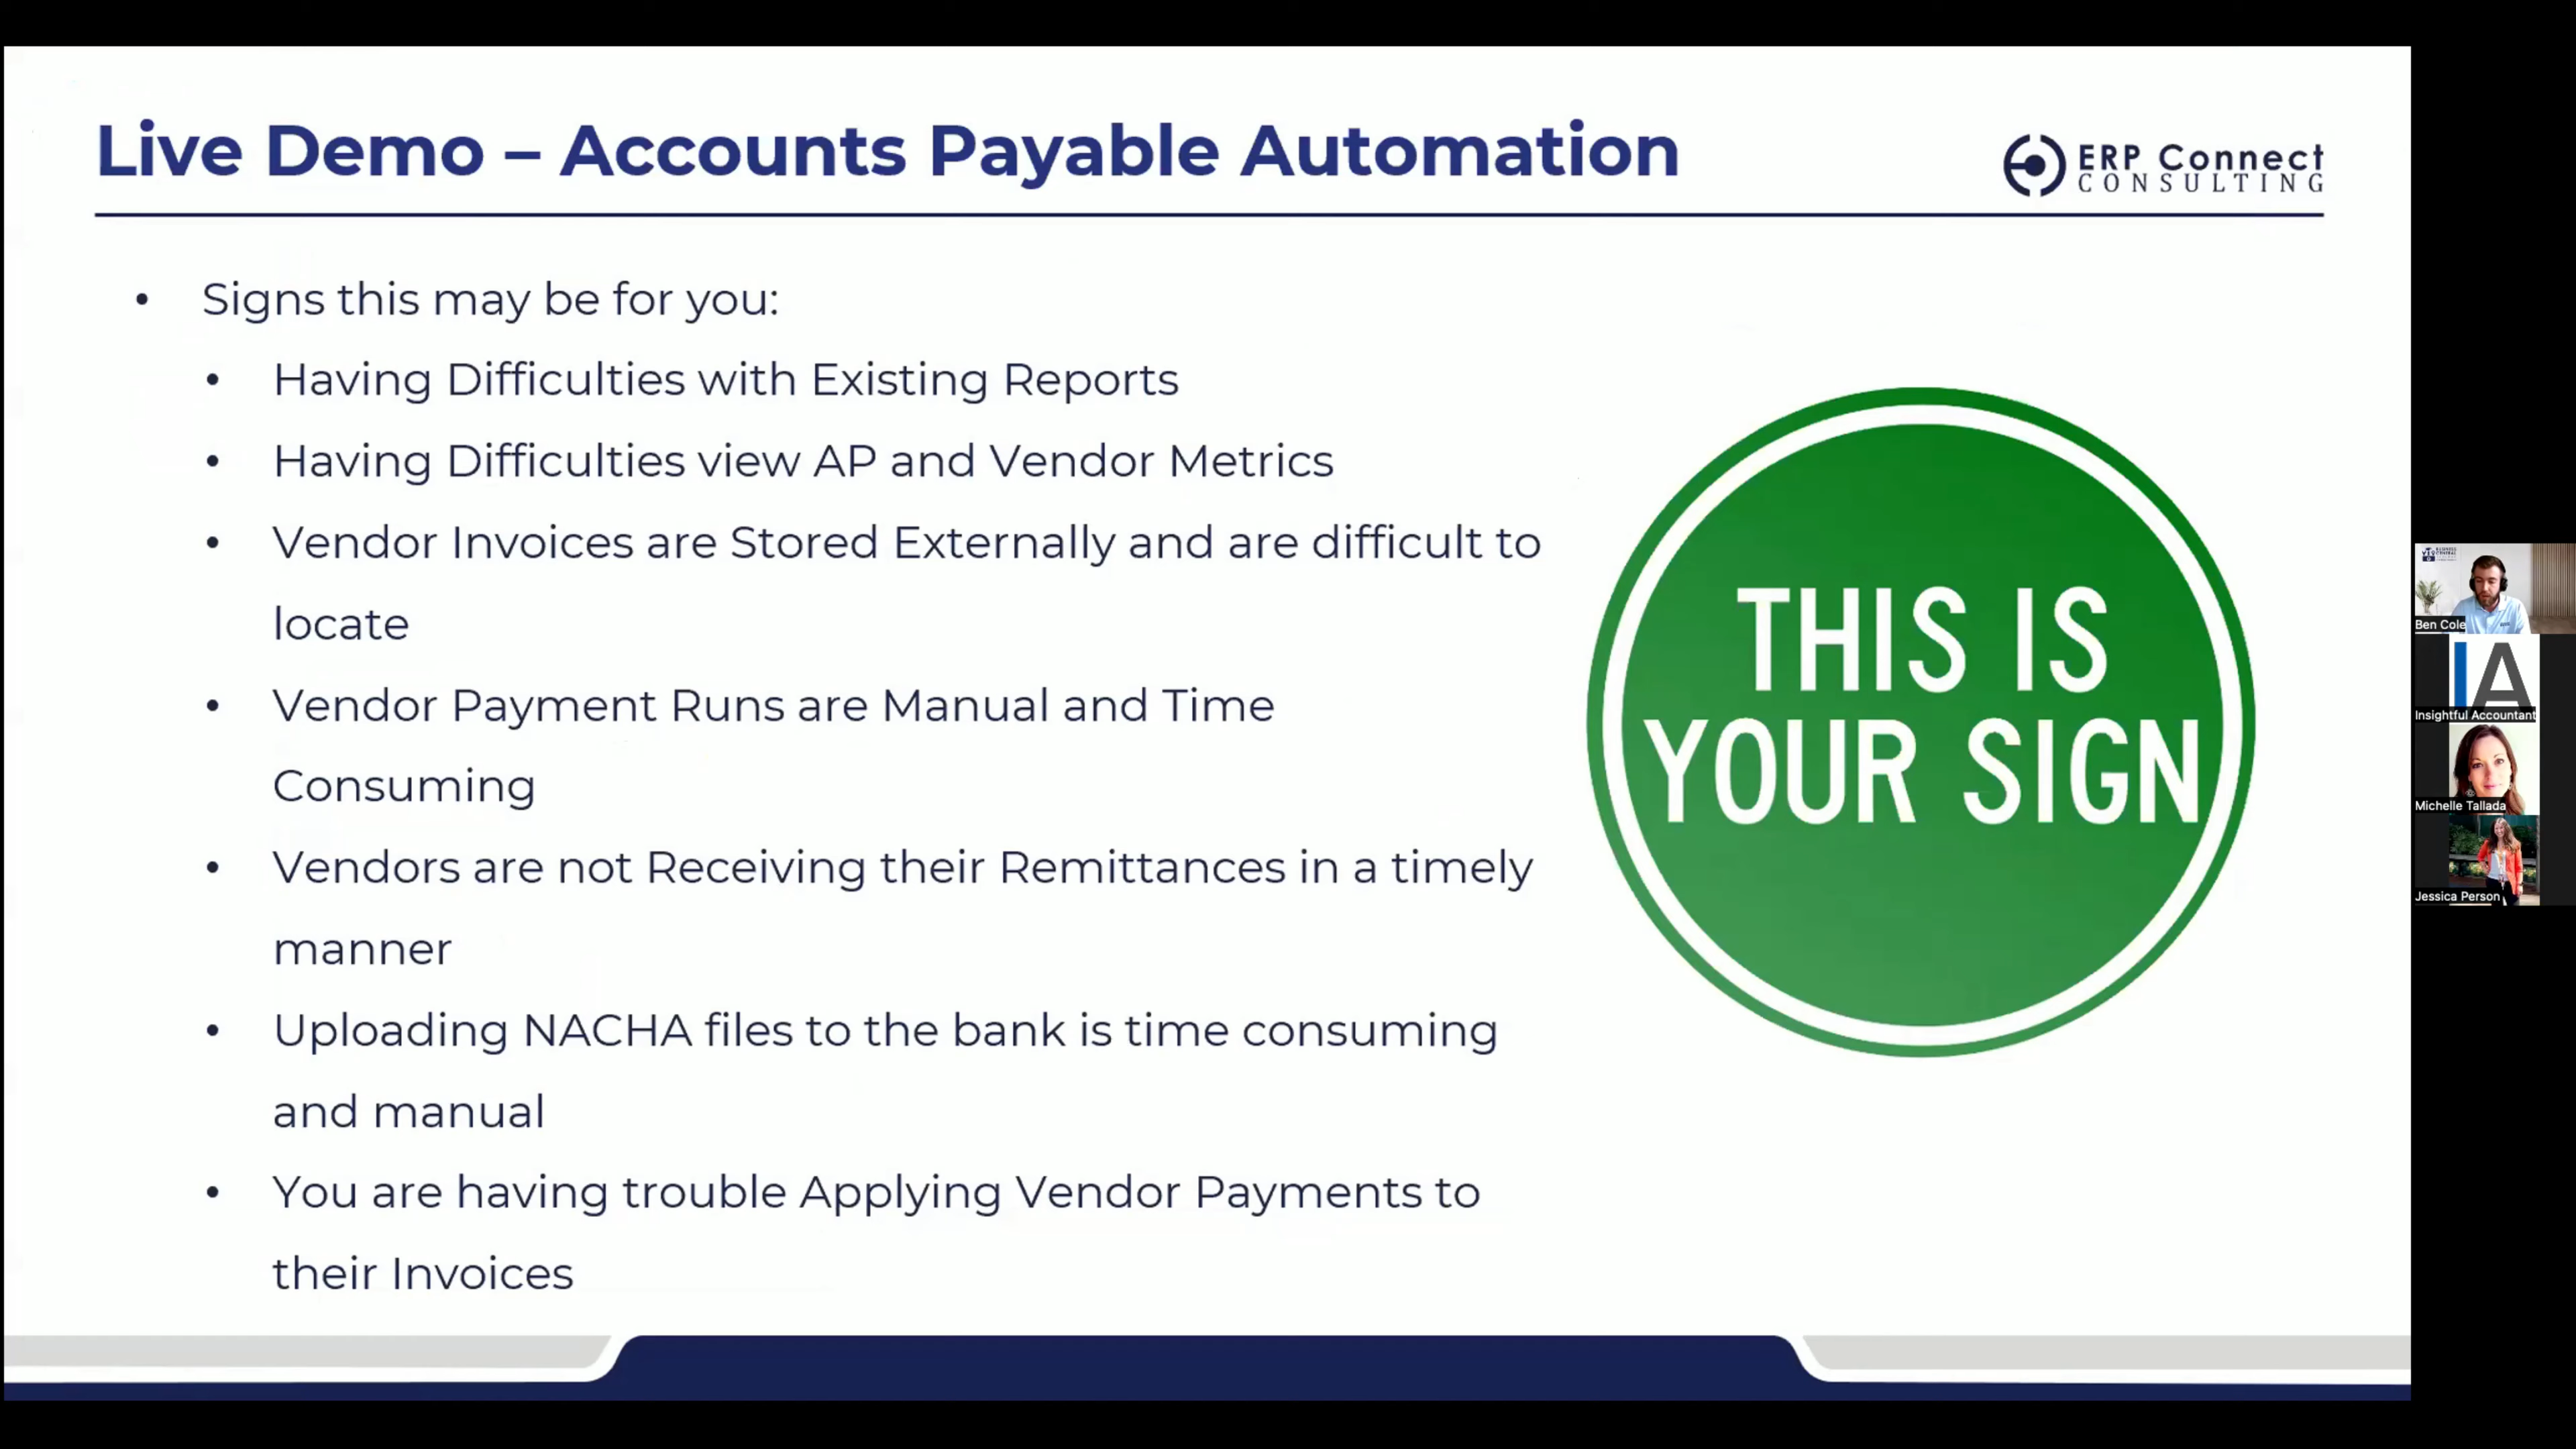 Live Demo – Accounts Payable Automation
ERP Connect
CONSULTING
• Signs this may be for you:
• Having Difficulties with Existing Reports
• Having Difficulties view AP and Vendor Metrics
• Vendor Invoices are Stored Externally and are difficult to
locate
• Vendor Payment Runs are Manual and Time
Consuming
• Vendors are not Receiving their Remittances in a timely
manner
• Uploading NACHA files to the bank is time consuming
and manual
• You are having trouble Applying Vendor Payments to
their Invoices
THIS IS
YOUR SIGN
Ben Cole
IA
Insightful Accountant
Michelle Tallada
Jessica Person